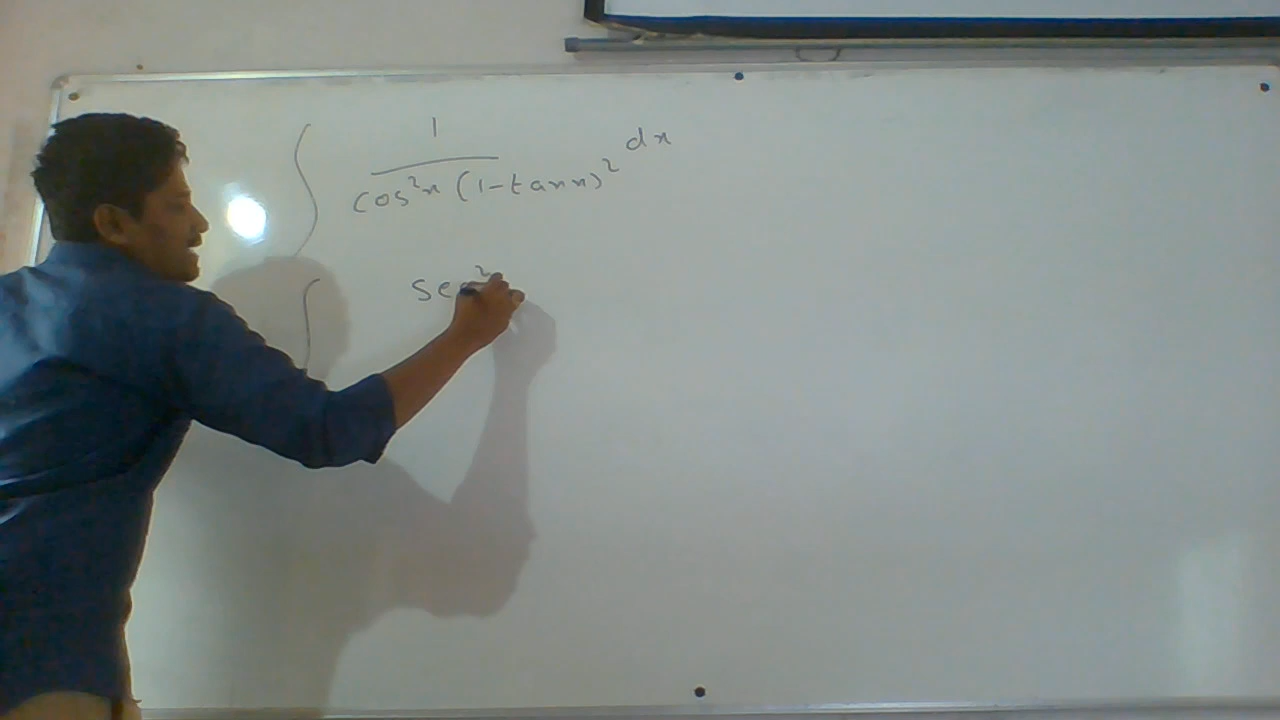 ∫ 1 / cos²x (1-tanx)² dx
∫ sec²